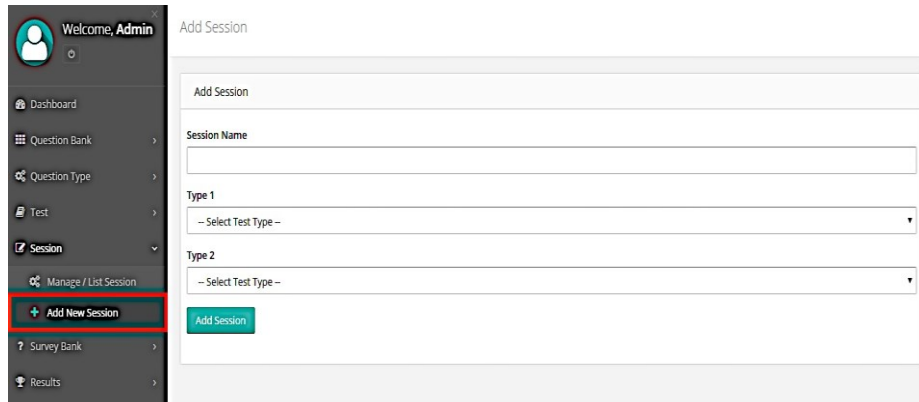 Welcome, Admin
Dashboard
Question Bank
Question Type
Test
Session
Manage / List Session
Add New Session
Survey Bank
Results
Add Session
Add Session
Session Name
Type 1
-- Select Test Type --
Type 2
-- Select Test Type --
Add Session